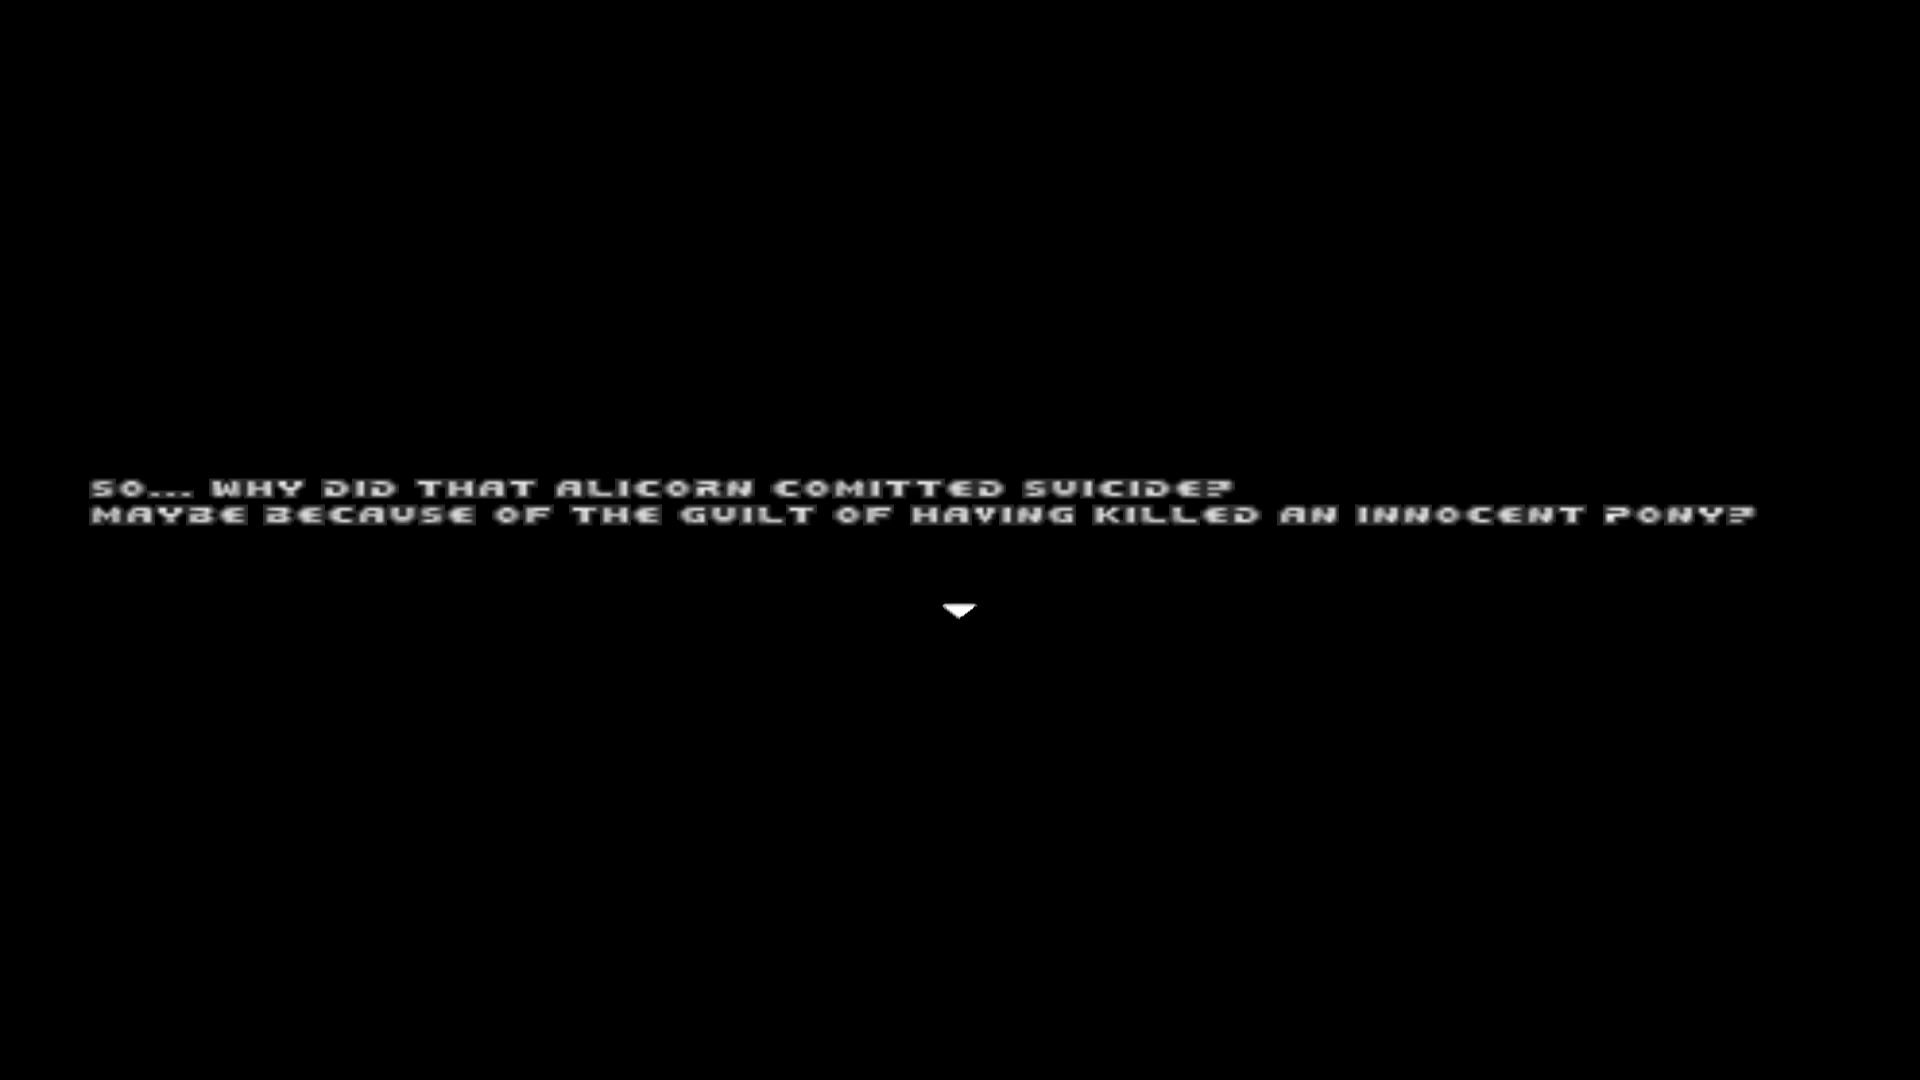 SO... WHY DID THAT ALICORN COMITTED SUICIDE?
MAYBE BECAUSE OF THE GUILT OF HAVING KILLED AN INNOCENT PONY?